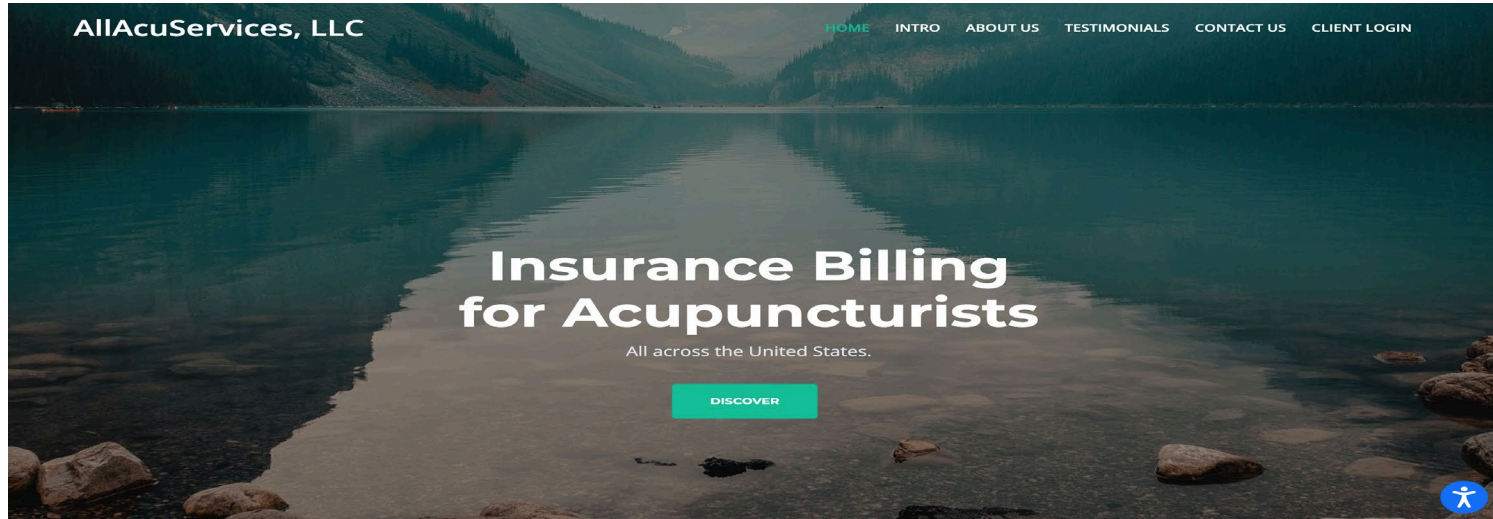 AllAcuServices, LLC
HOME INTRO ABOUT US TESTIMONIALS CONTACT US CLIENT LOGIN
Insurance Billing
for Acupuncturists
All across the United States.
DISCOVER